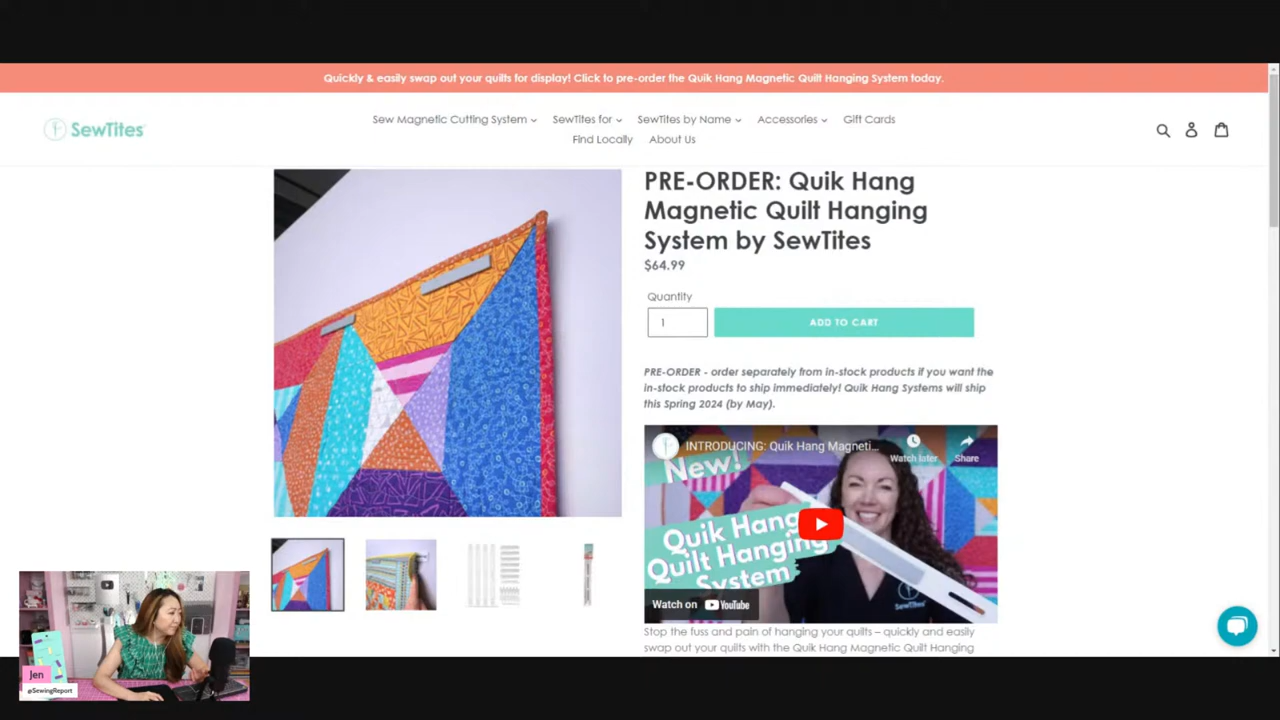 Quickly & easily swap out your quilts for display! Click to pre-order the Quik Hang Magnetic Quilt Hanging System today.
SewTites
Sew Magnetic Cutting System
SewTites for
SewTites by Name
Accessories
Gift Cards
Find Locally
About Us
PRE-ORDER: Quik Hang
Magnetic Quilt Hanging
System by SewTites
$64.99
Quantity
1
ADD TO CART
PRE-ORDER - order separately from in-stock products if you want the
in-stock products to ship immediately! Quik Hang Systems will ship
this Spring 2024 (by May).
INTRODUCING: Quik Hang Magneti...
Watch later
Share
New!
Quik Hang
Quilt Hanging
System
SewTites
Watch on YouTube
Stop the fuss and pain of hanging your quilts – quickly and easily
swap out your quilts with the Quik Hang Magnetic Quilt Hanging
Jen
@SewingReport